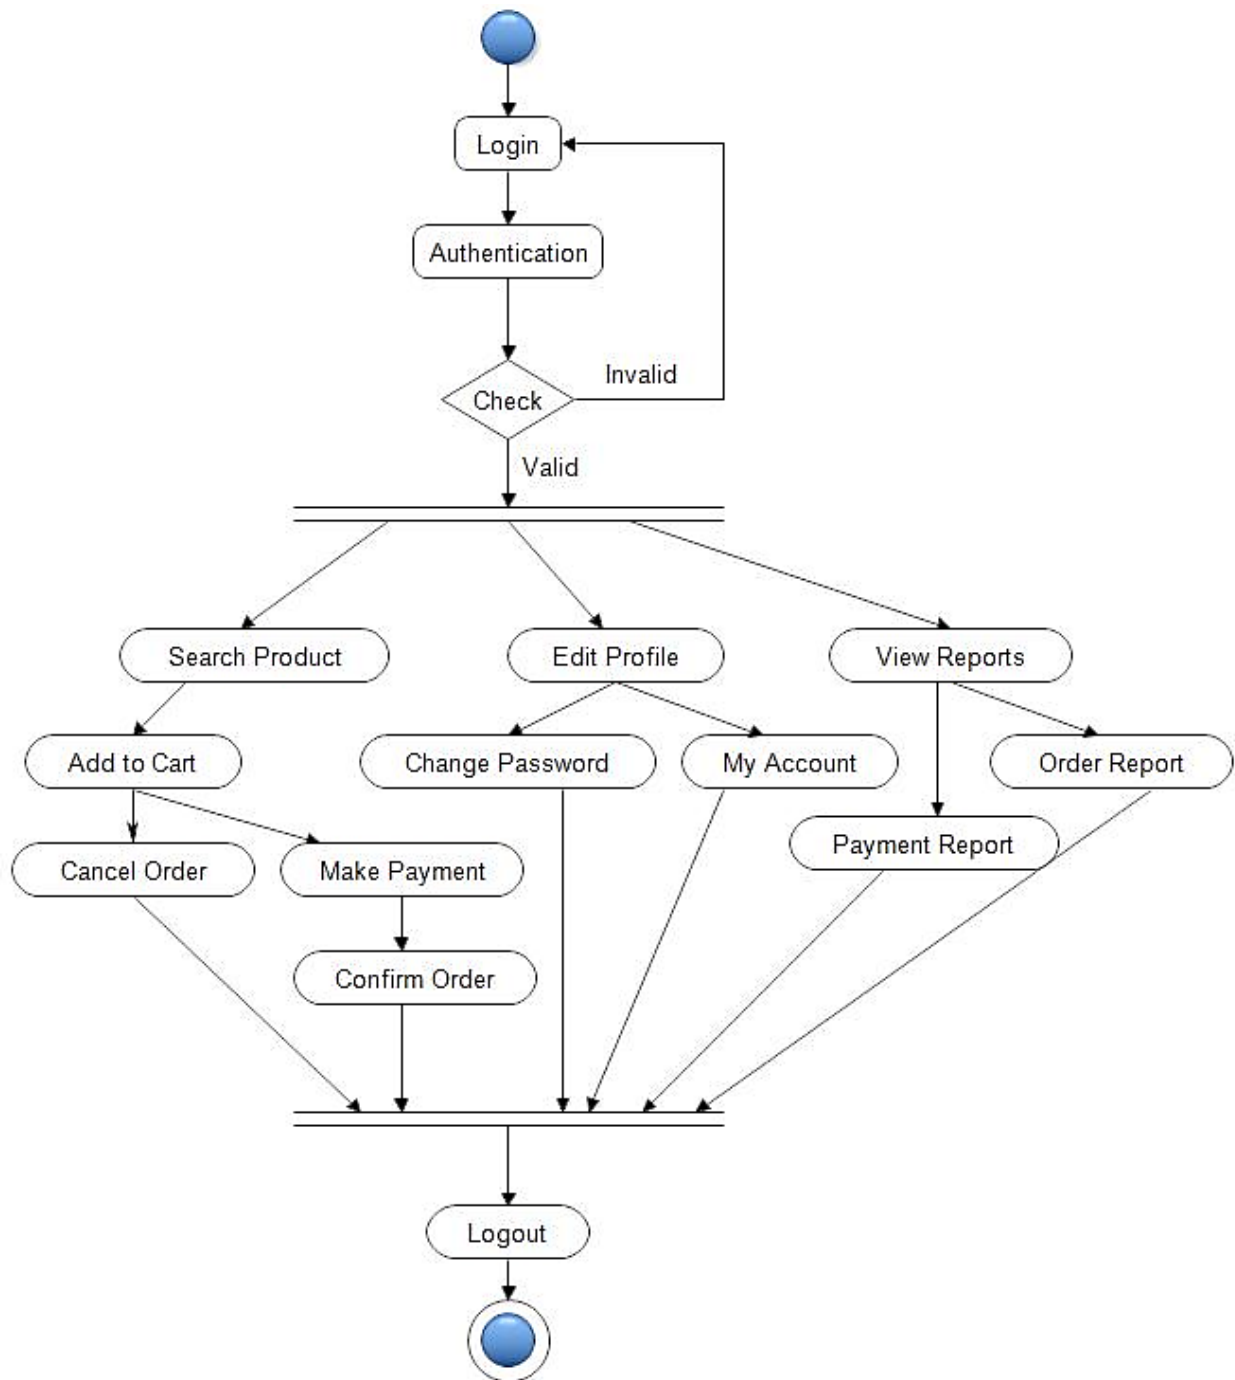 Login
Authentication
Invalid
Check
Valid
Search Product
Edit Profile
View Reports
Add to Cart
Change Password
My Account
Order Report
Payment Report
Cancel Order
Make Payment
Confirm Order
Logout